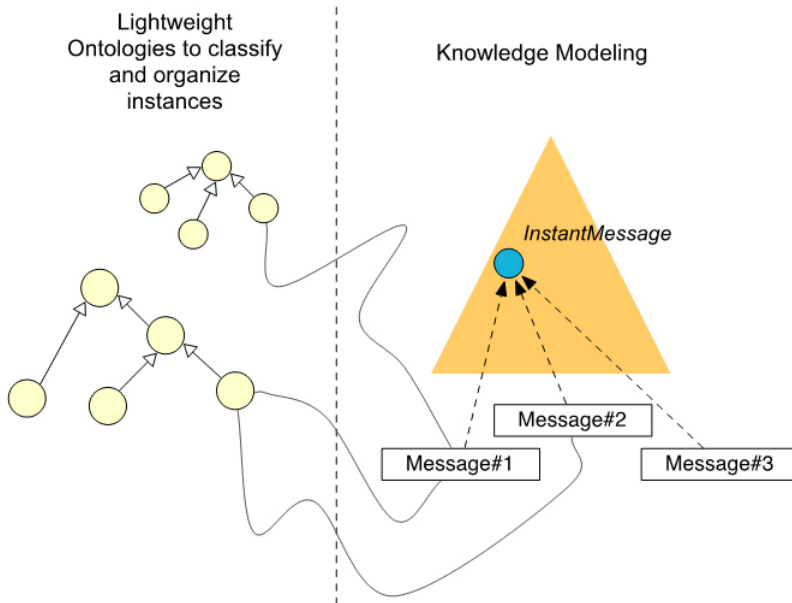 Lightweight
Ontologies to classify
and organize
instances
Knowledge Modeling
InstantMessage
Message#2
Message#1
Message#3